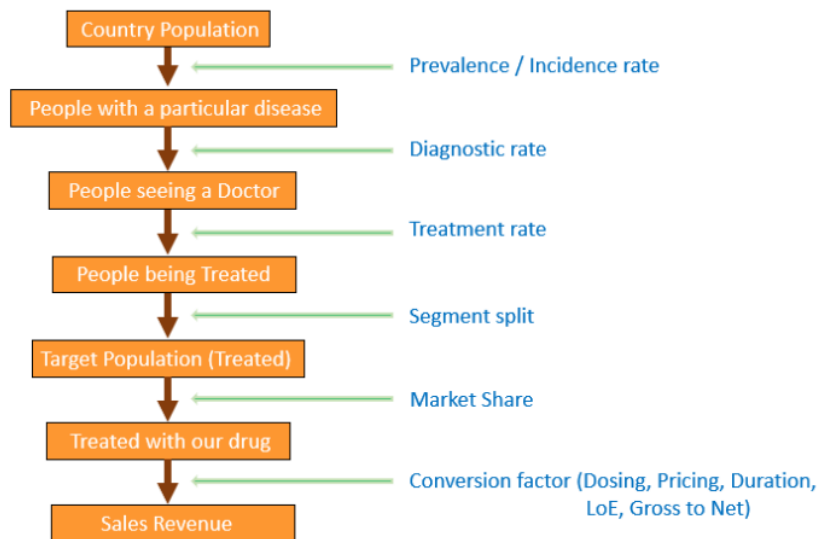 Country Population
Prevalence / Incidence rate
People with a particular disease
Diagnostic rate
People seeing a Doctor
Treatment rate
People being Treated
Segment split
Target Population (Treated)
Market Share
Treated with our drug
Conversion factor (Dosing, Pricing, Duration,
LoE, Gross to Net)
Sales Revenue